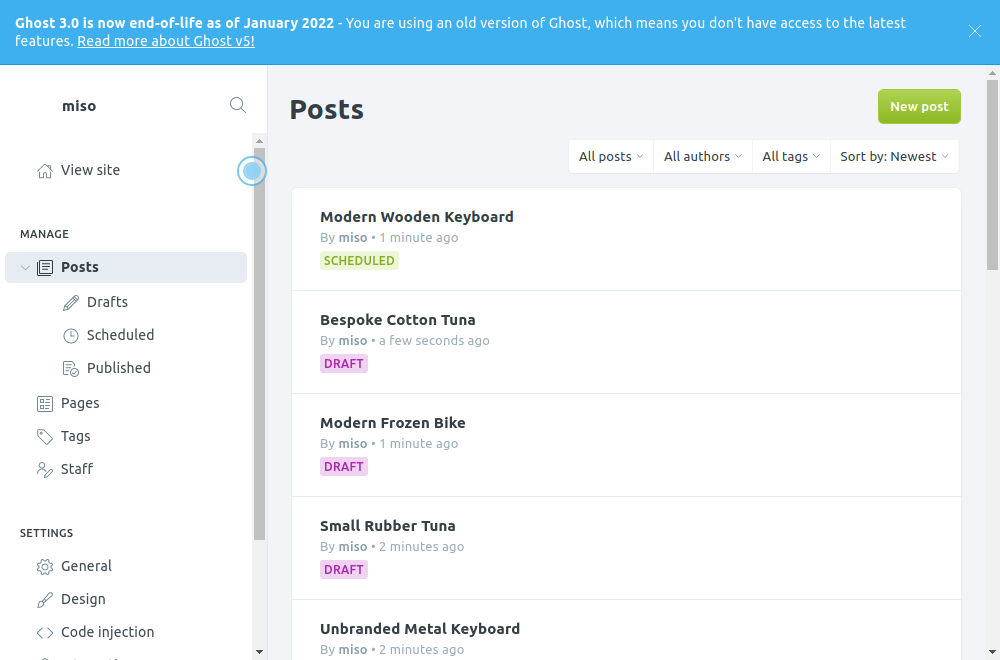 Ghost 3.0 is now end-of-life as of January 2022 - You are using an old version of Ghost, which means you don't have access to the latest
features. Read more about Ghost v5!
miso
View site
MANAGE
Posts
Drafts
Scheduled
Published
Pages
Tags
Staff
SETTINGS
General
Design
Code injection
Posts
New post
All posts
All authors
All tags
Sort by: Newest
Modern Wooden Keyboard
By miso • 1 minute ago
SCHEDULED
Bespoke Cotton Tuna
By miso • a few seconds ago
DRAFT
Modern Frozen Bike
By miso • 1 minute ago
DRAFT
Small Rubber Tuna
By miso • 2 minutes ago
DRAFT
Unbranded Metal Keyboard
By miso • 2 minutes ago